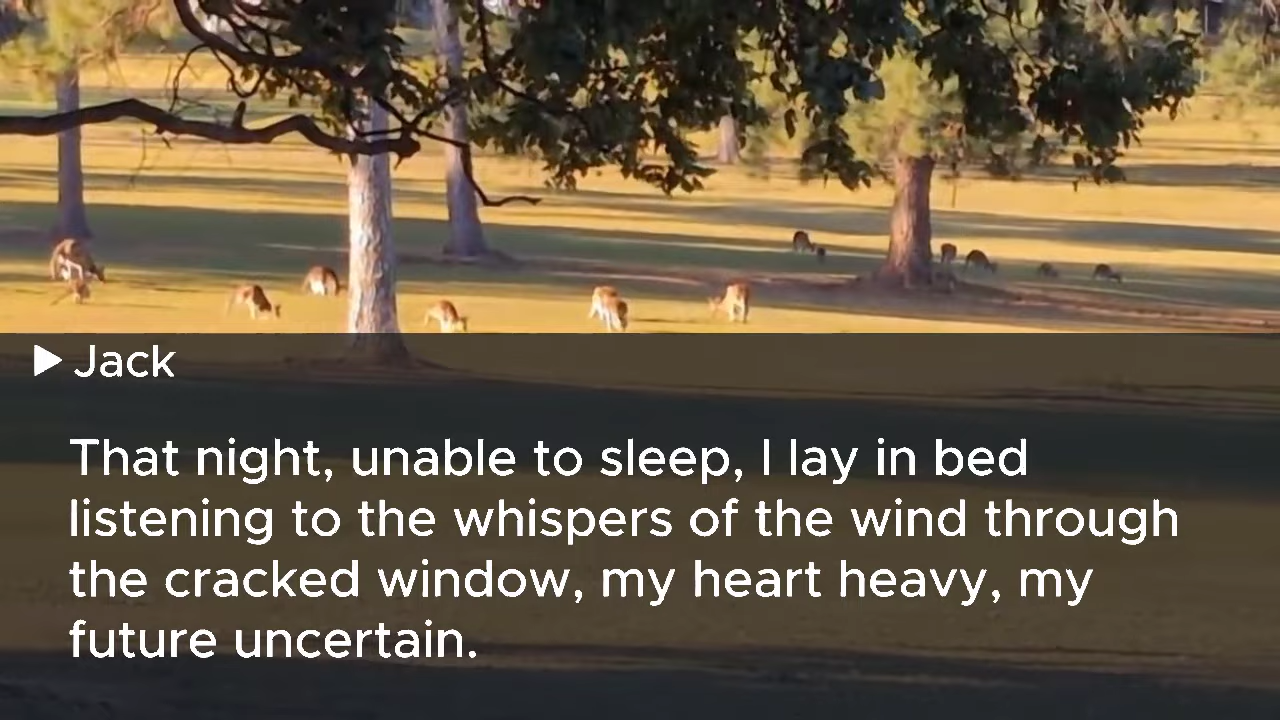 Jack
That night, unable to sleep, I lay in bed
listening to the whispers of the wind through
the cracked window, my heart heavy, my
future uncertain.